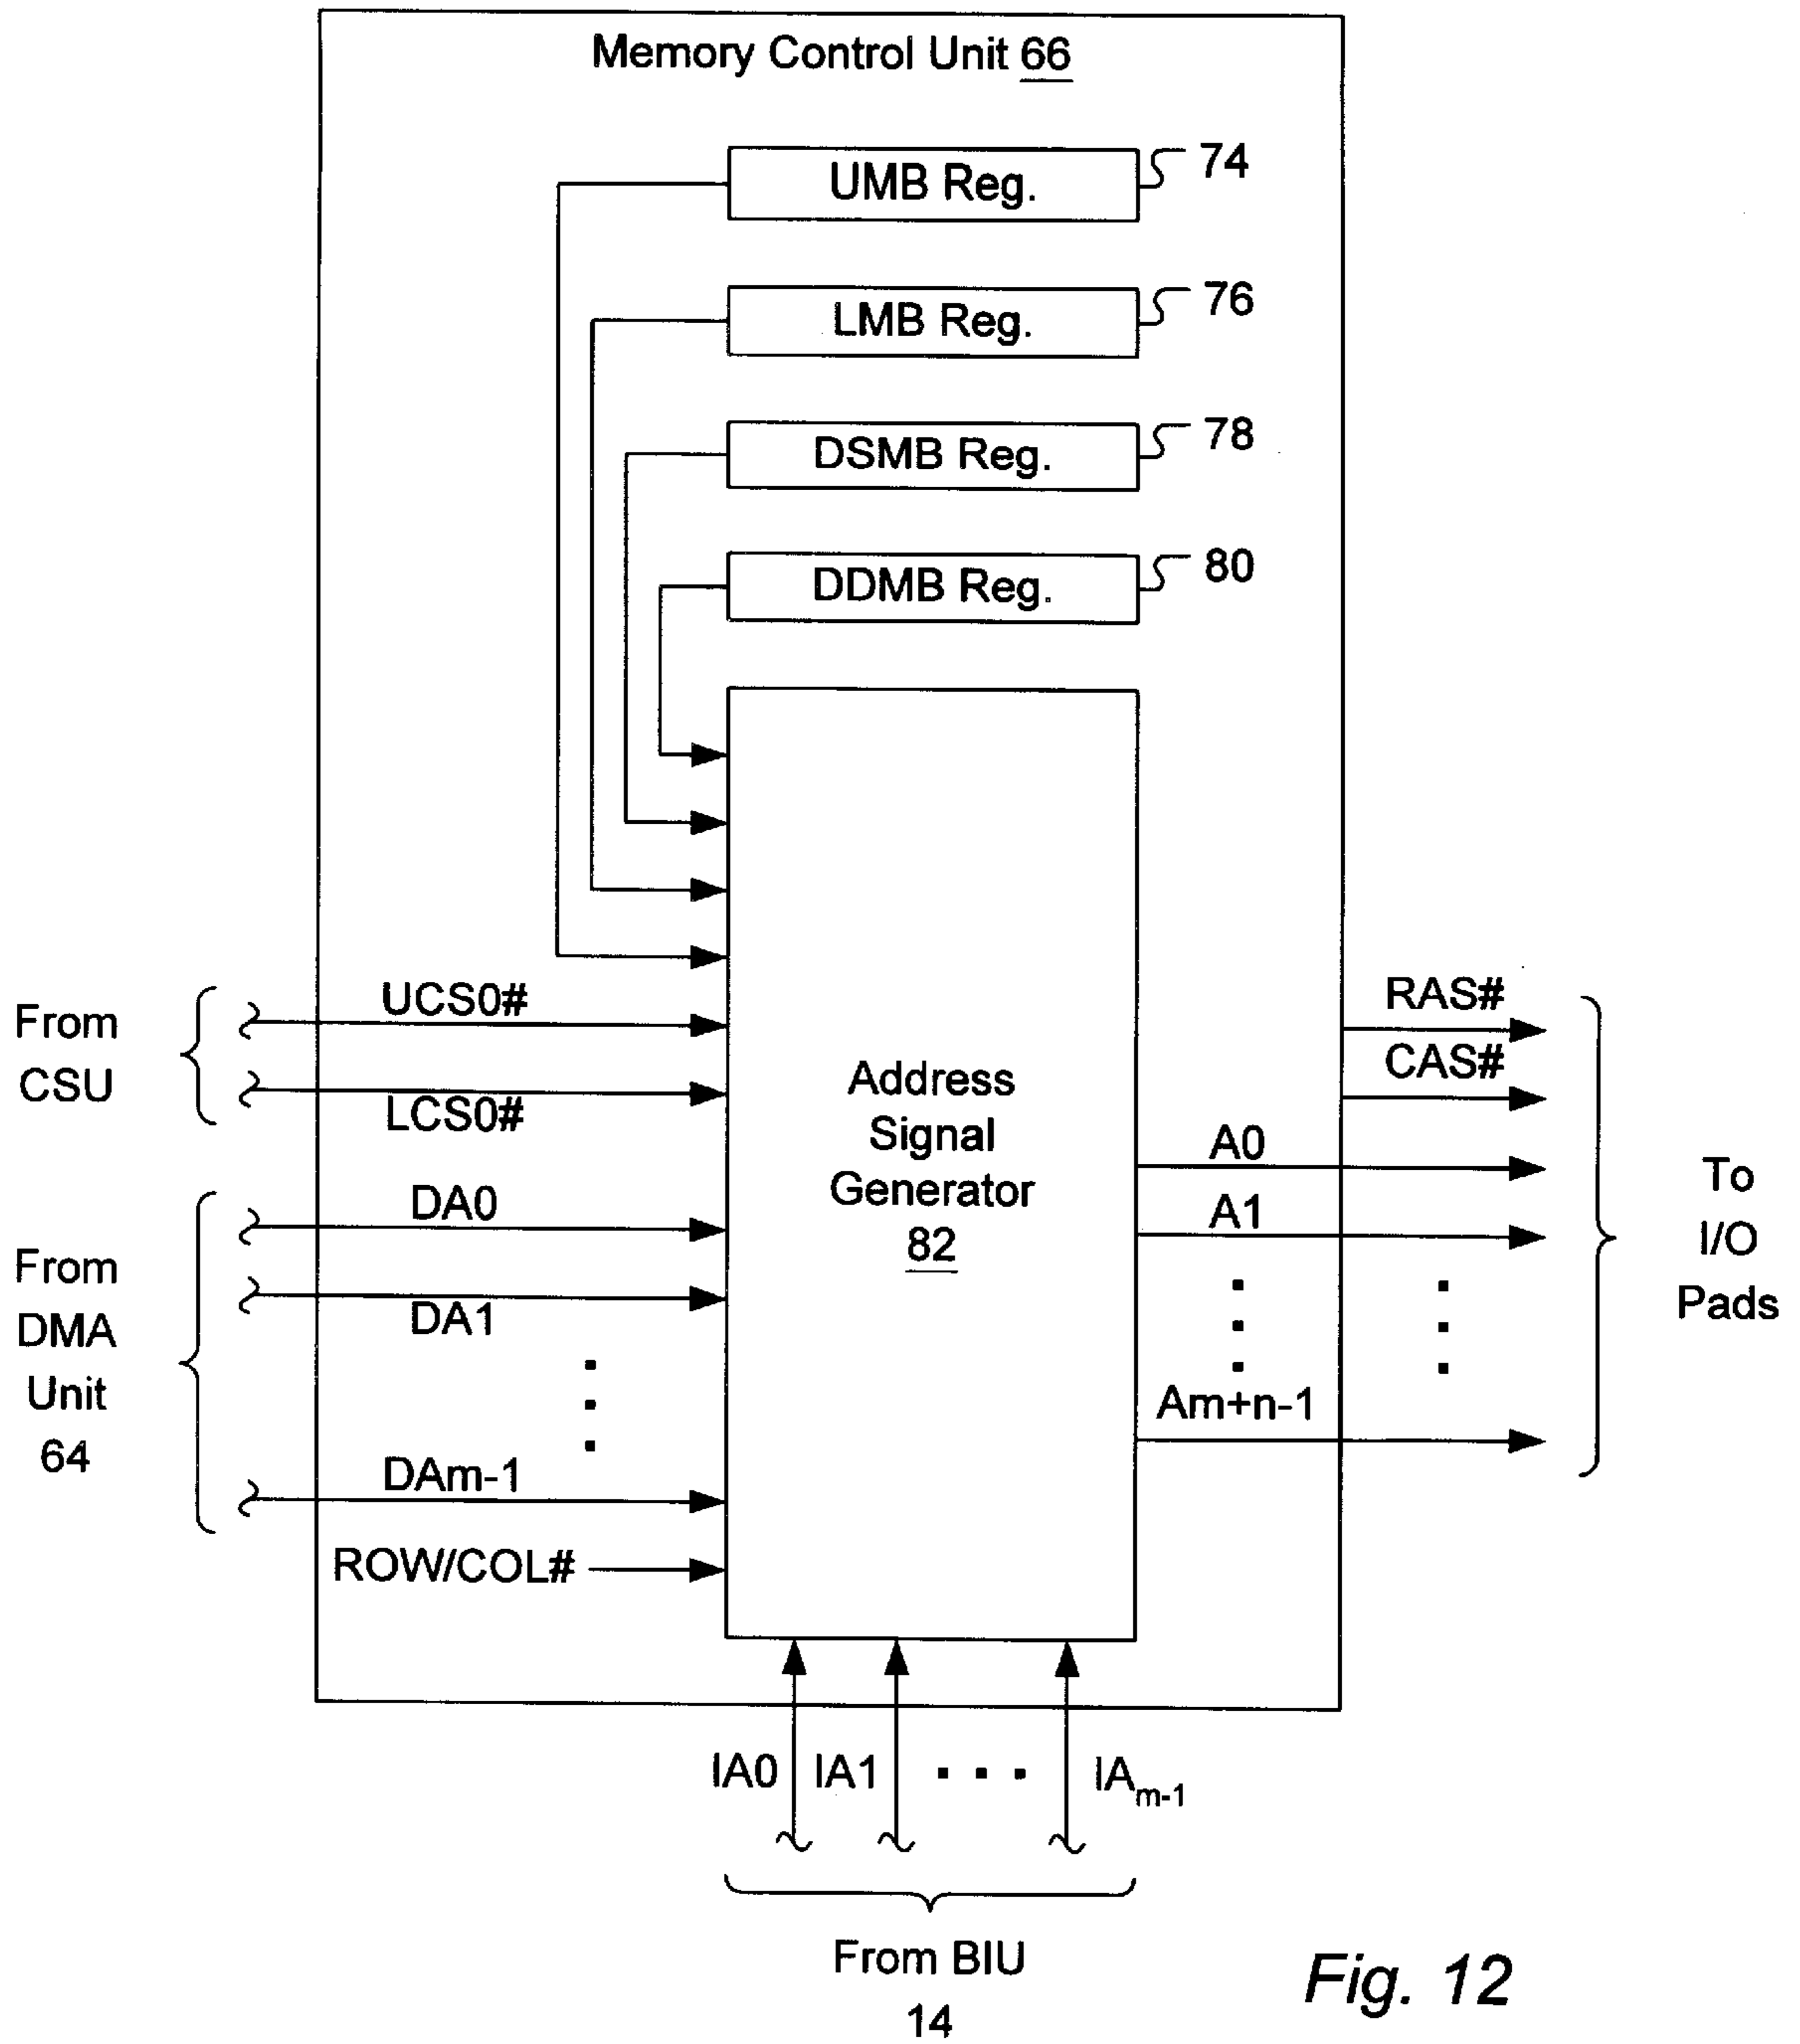 Memory Control Unit 66
UMB Reg.
74
LMB Reg.
76
DSMB Reg.
78
DDMB Reg.
80
From
CSU
UCS0#
LCS0#
From
DMA
Unit
64
DA0
DA1
DAm-1
ROW/COL#
Address
Signal
Generator
82
RAS#
CAS#
A0
A1
Am+n-1
To
I/O
Pads
IA0 IA1 . . . IAm-1
From BIU
14
Fig. 12